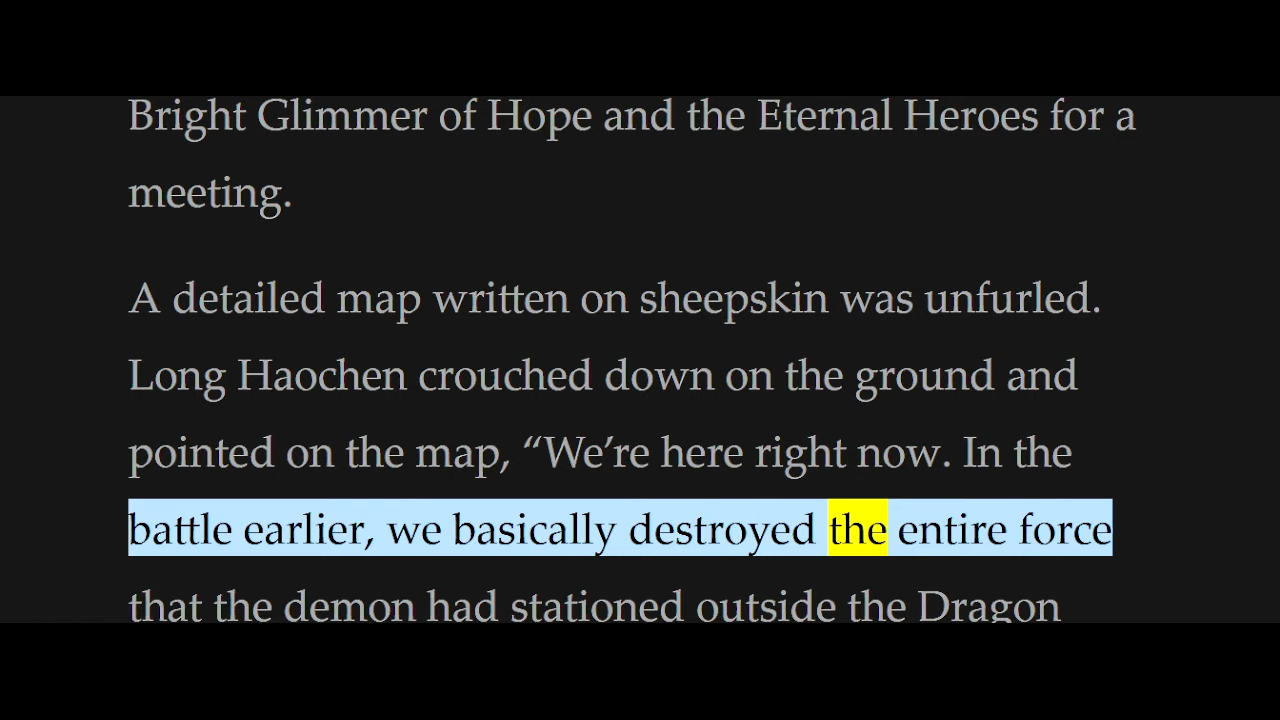 Bright Glimmer of Hope and the Eternal Heroes for a
meeting.
A detailed map written on sheepskin was unfurled.
Long Haochen crouched down on the ground and
pointed on the map, “We’re here right now. In the
battle earlier, we basically destroyed the entire force
that the demon had stationed outside the Dragon